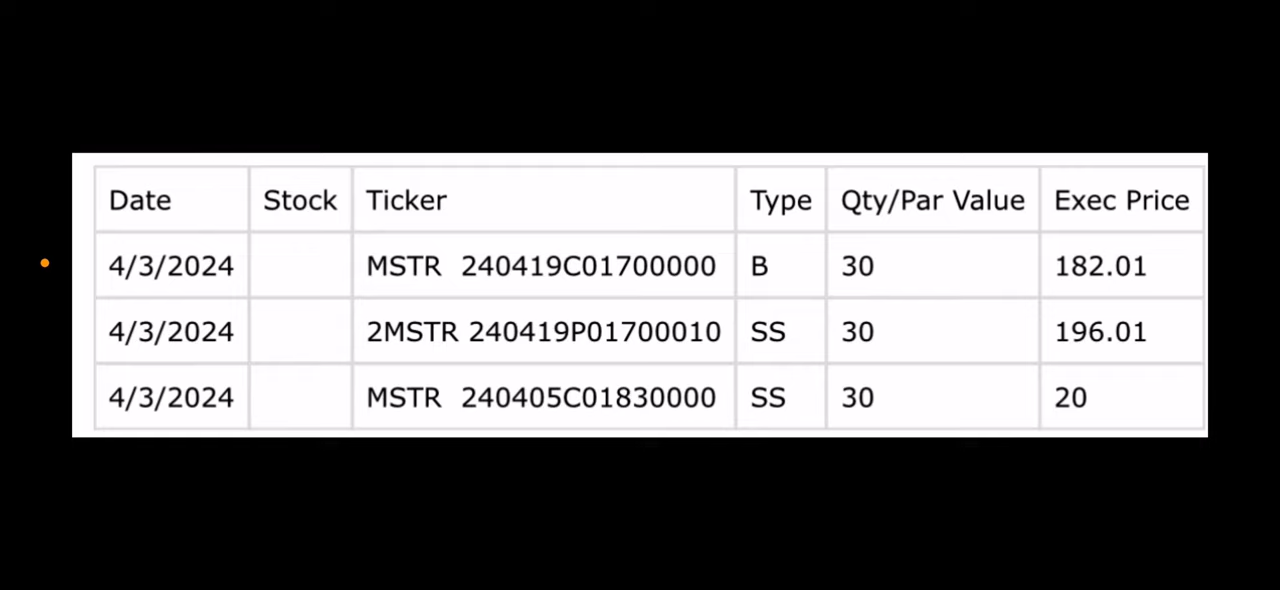 Date Stock Ticker Type Qty/Par Value Exec Price
4/3/2024 MSTR 240419C01700000 B 30 182.01
4/3/2024 2MSTR 240419P01700010 SS 30 196.01
4/3/2024 MSTR 240405C01830000 SS 30 20